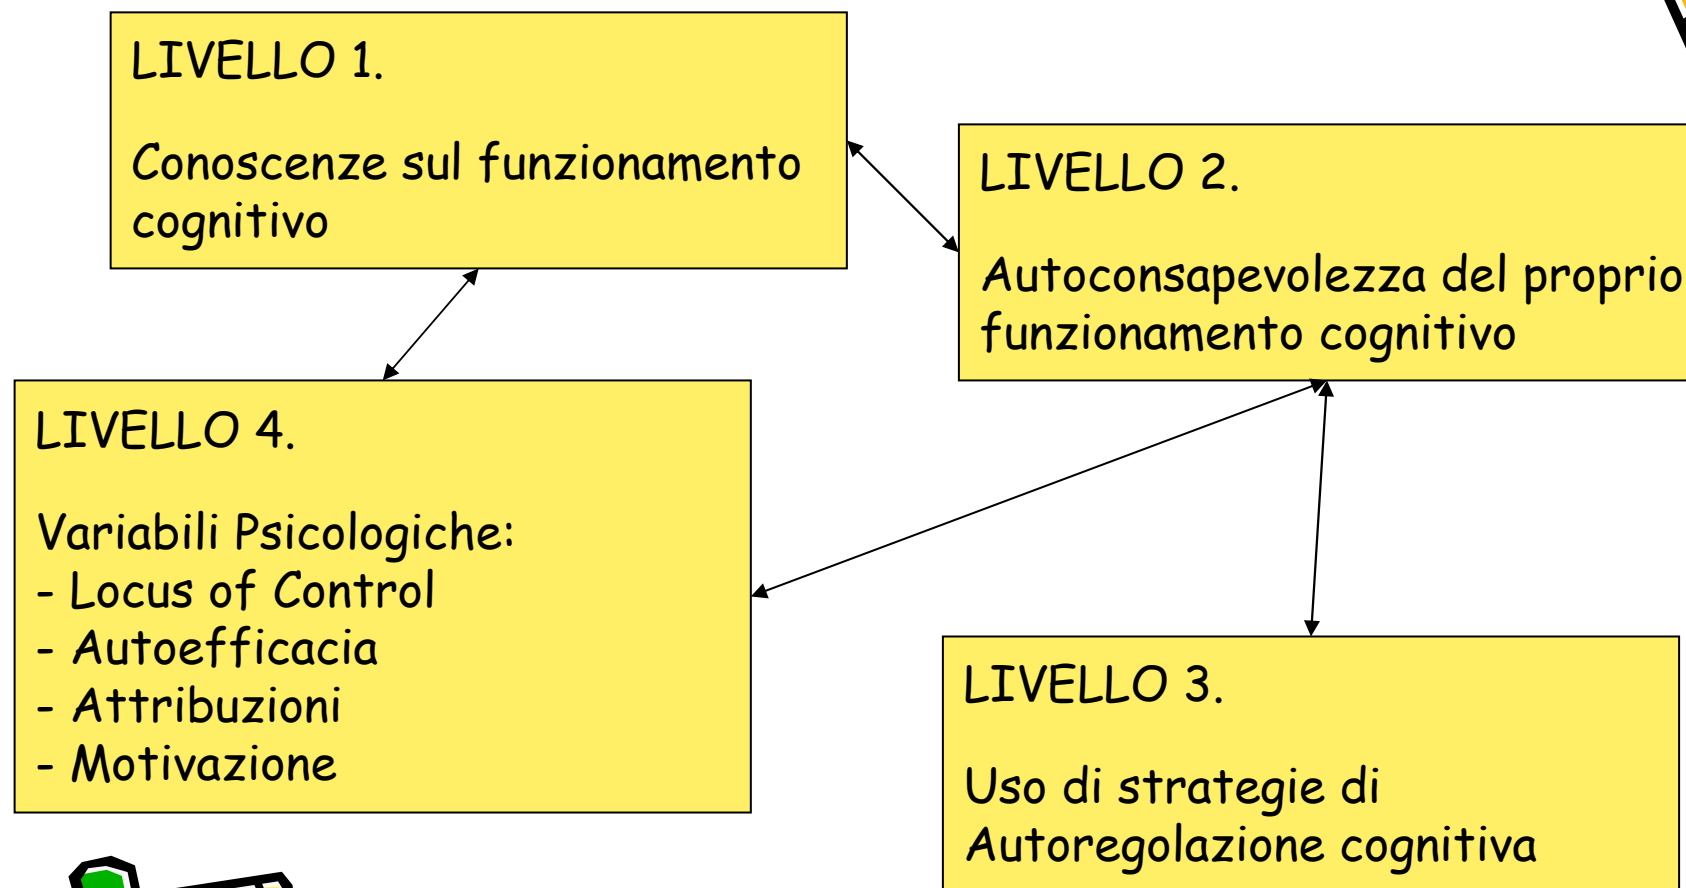 LIVELLO 1.
Conoscenze sul funzionamento
cognitivo
LIVELLO 2.
Autoconsapevolezza del proprio
funzionamento cognitivo
LIVELLO 4.
Variabili Psicologiche:
- Locus of Control
- Autoefficacia
- Attribuzioni
- Motivazione
LIVELLO 3.
Uso di strategie di
Autoregolazione cognitiva